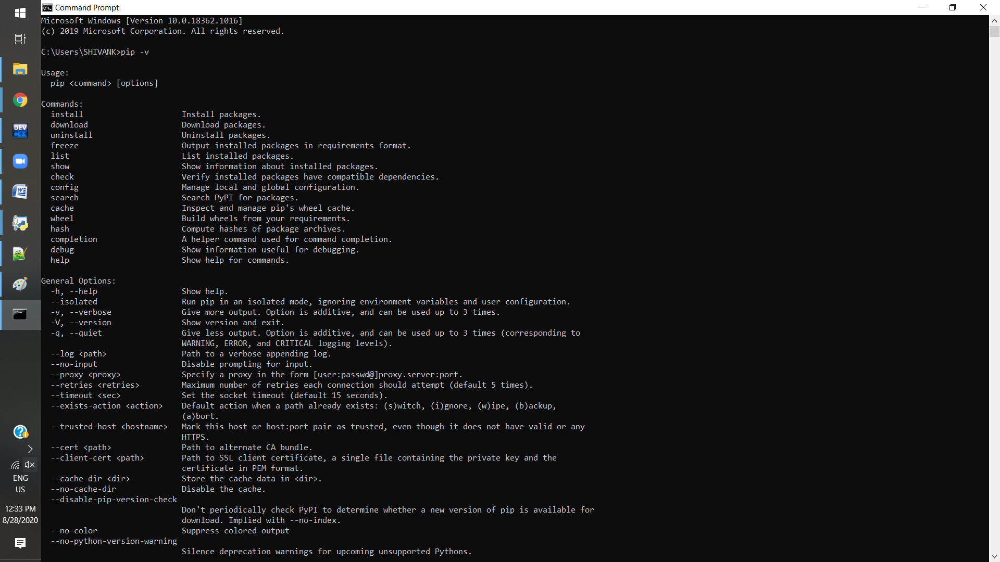 Command Prompt
Microsoft Windows [Version 10.0.18362.1016]
(c) 2019 Microsoft Corporation. All rights reserved.
C:\Users\SHIVANK>pip -v
Usage:
pip <command> [options]
Commands:
install Install packages.
download Download packages.
uninstall Uninstall packages.
freeze Output installed packages in requirements format.
list List installed packages.
show Show information about installed packages.
check Verify installed packages have compatible dependencies.
config Manage local and global configuration.
search Search PyPI for packages.
cache Inspect and manage pip's wheel cache.
wheel Build wheels from your requirements.
hash Compute hashes of package archives.
completion A helper command used for command completion.
debug Show information useful for debugging.
help Show help for commands.
General Options:
-h, --help Show help.
--isolated Run pip in an isolated mode, ignoring environment variables and user configuration.
-v, --verbose Give more output. Option is additive, and can be used up to 3 times.
-V, --version Show version and exit.
-q, --quiet Give less output. Option is additive, and can be used up to 3 times (corresponding to
WARNING, ERROR, and CRITICAL logging levels).
--log <path> Path to a verbose appending log.
--no-input Disable prompting for input.
--proxy <proxy> Specify a proxy in the form [user:passwd@]proxy.server:port.
--retries <retries> Maximum number of retries each connection should attempt (default 5 times).
--timeout <sec> Set the socket timeout (default 15 seconds).
--exists-action <action> Default action when a path already exists: (s)witch, (i)gnore, (w)ipe, (b)ackup,
(a)bort.
--trusted-host <hostname> Mark this host or host:port pair as trusted, even though it does not have valid or any
HTTPS.
--cert <path> Path to alternate CA bundle.
--client-cert <path> Path to SSL client certificate, a single file containing the private key and the
certificate in PEM format.
--cache-dir <dir> Store the cache data in <dir>.
--no-cache-dir Disable the cache.
--disable-pip-version-check
Don't periodically check PyPI to determine whether a new version of pip is available for
download. Implied with --no-index.
--no-color Suppress colored output
--no-python-version-warning
Silence deprecation warnings for upcoming unsupported Pythons.
DEV
C++
ENG
US
12:33 PM
8/28/2020